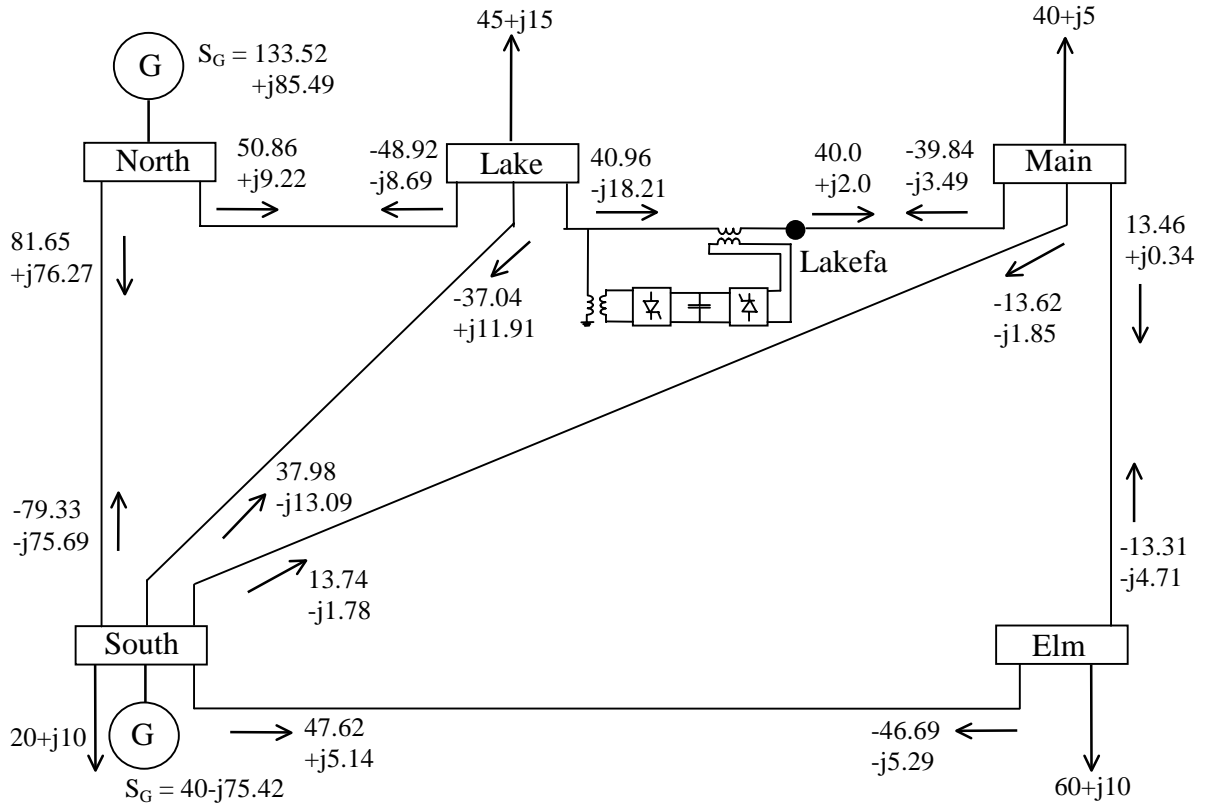 45+j15
40+j5
G
S_G = 133.52
+j85.49
North
50.86
+j9.22
-48.92
-j8.69
Lake
40.96
-j18.21
40.0
+j2.0
-39.84
-j3.49
Main
81.65
+j76.27
Lakefa
13.46
+j0.34
-37.04
+j11.91
-13.62
-j1.85
37.98
-j13.09
-79.33
-j75.69
13.74
-j1.78
-13.31
-j4.71
South
Elm
20+j10
G
47.62
+j5.14
-46.69
-j5.29
S_G = 40-j75.42
60+j10